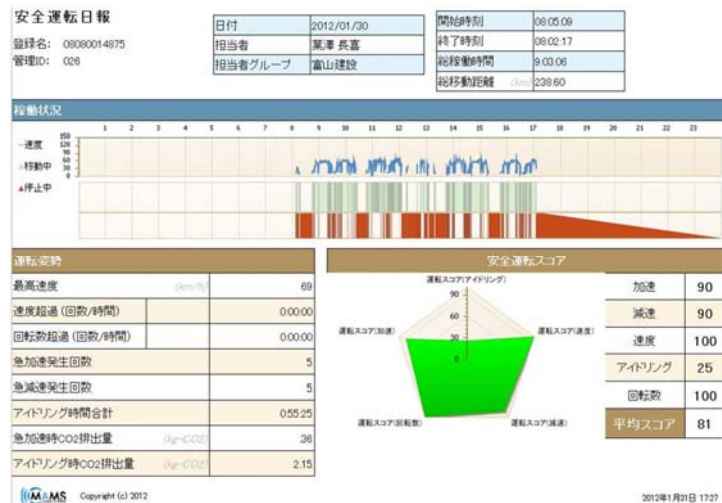 安全運転日報
登録名: 08080014875
管理ID: 026
日付 2012/01/30
担当者 葉澤 長喜
担当者グループ 富山建設
開始時刻 08:05:09
終了時刻 08:02:17
総稼働時間 9:03:06
総移動距離 (km) 238.60
稼働状況
1 2 3 4 5 6 7 8 9 10 11 12 13 14 15 16 17 18 19 20 21 22 23
速度
150
120
90
60
30
0
移動中
▲停止中
運転姿勢
最高速度 (km/h) 69
速度超過 (回数/時間) 0:00:00
回転数超過 (回数/時間) 0:00:00
急加速発生回数 5
急減速発生回数 5
アイドリング時間合計 0:55:25
急加速時CO2排出量 (kg-CO2) .36
アイドリング時CO2排出量 (kg-CO2) 2.15
安全運転スコア
運転スコア(アイドリング)
90
60
30
0
運転スコア(加速)
運転スコア(速度)
運転スコア(回転数)
運転スコア(減速)
加速 90
減速 90
速度 100
アイドリング 25
回転数 100
平均スコア 81
MAMS Copyright (c) 2012
2012年1月31日 17:27